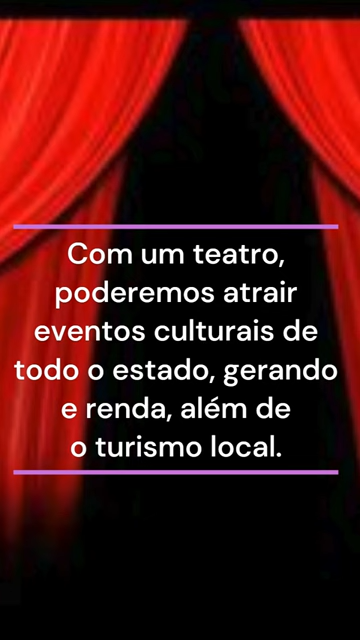 Com um teatro,
poderemos atrair
eventos culturais de
todo o estado, gerando
e renda, além de
o turismo local.